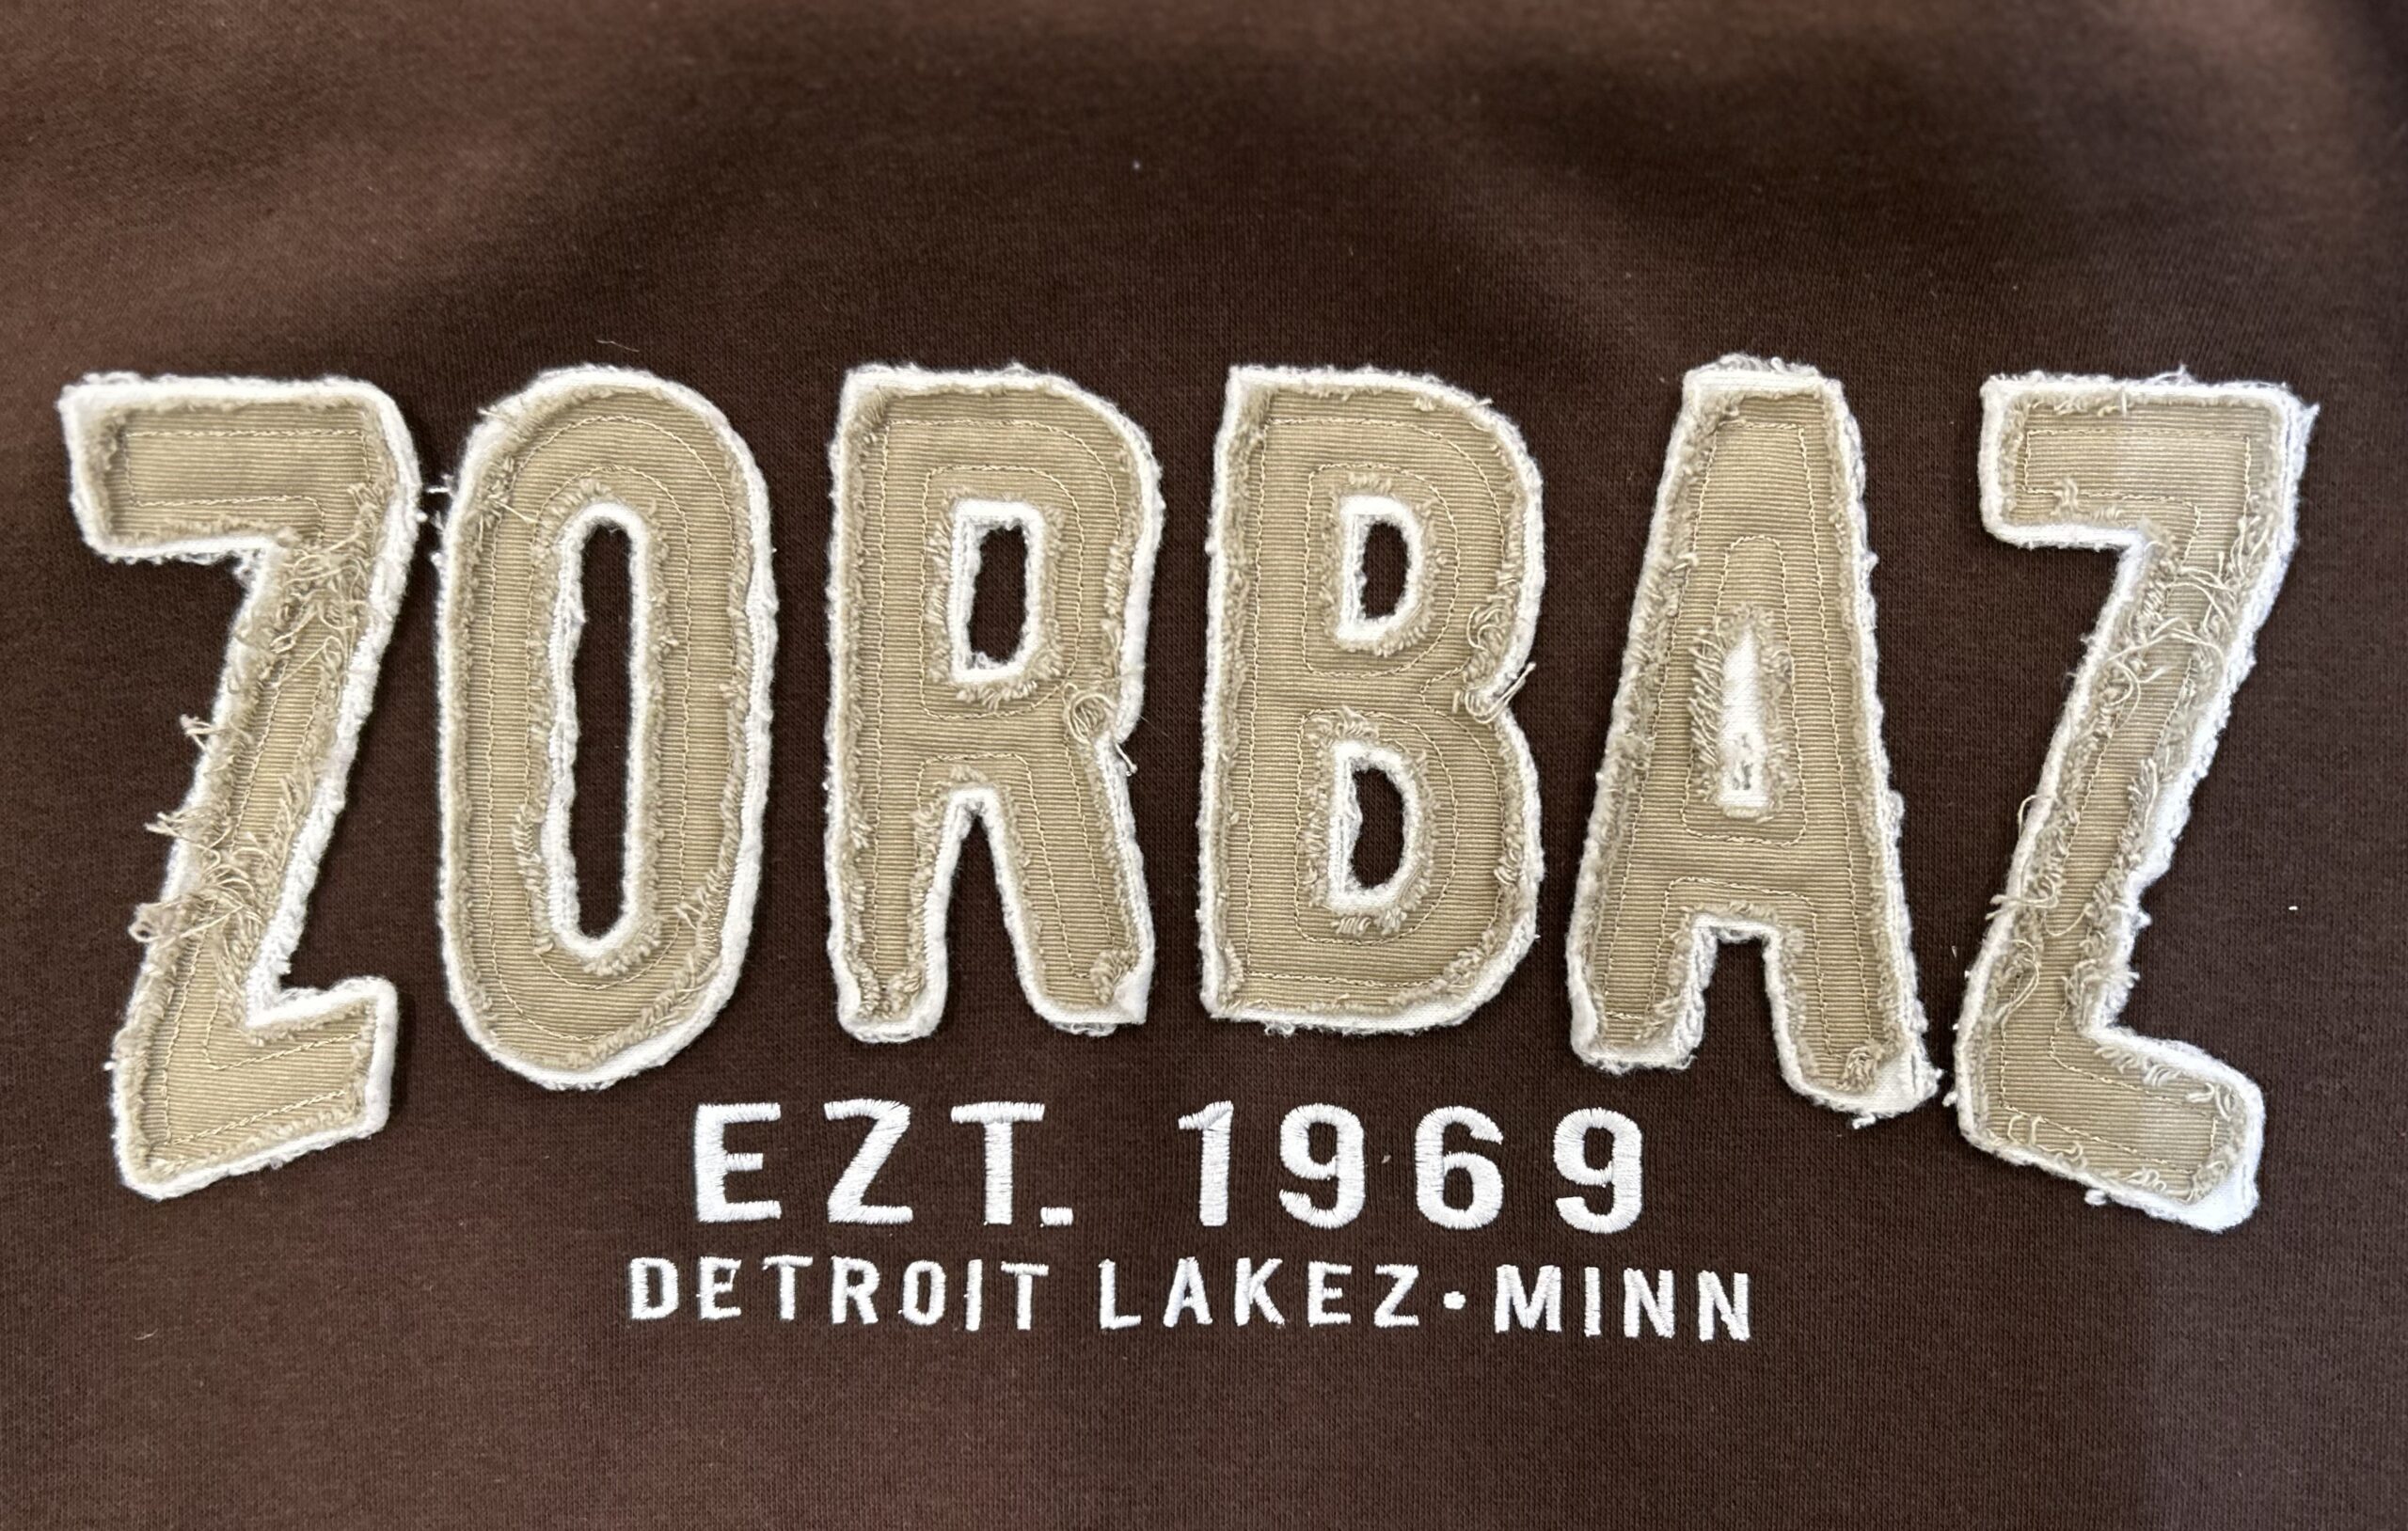 ZORBAZ
EZT. 1969
DETROIT LAKEZ•MINN